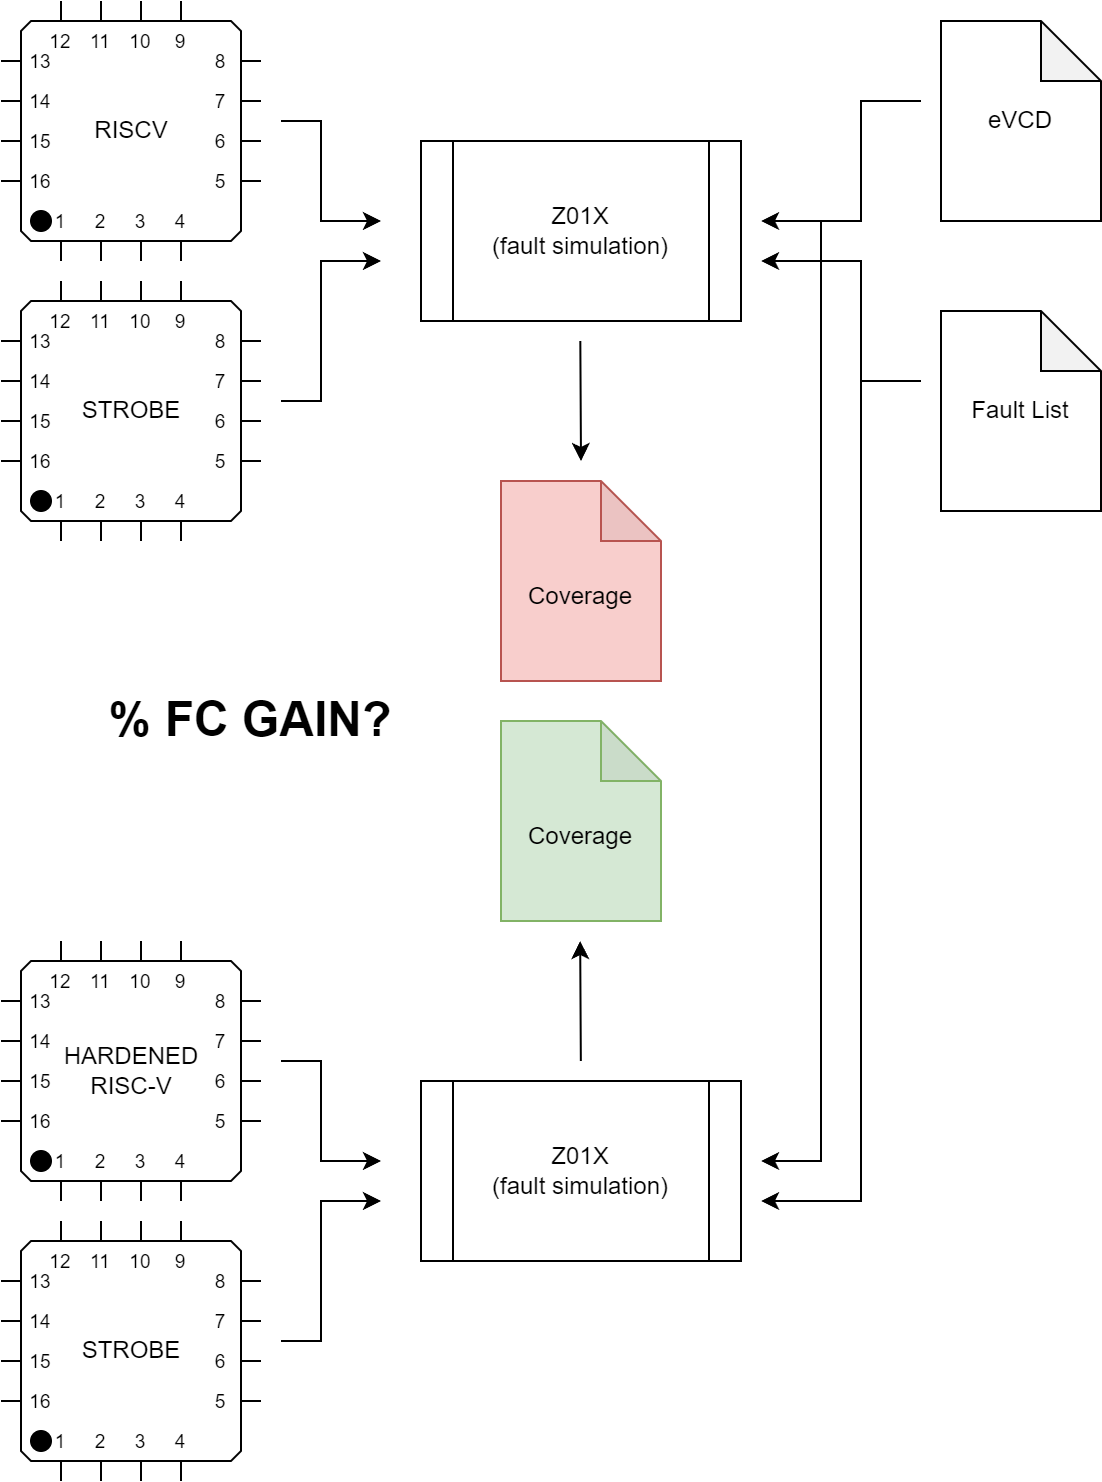 12 11 10 9
13
14
15
16
8
7
6
5
RISCV
1 2 3 4
eVCD
Z01X
(fault simulation)
12 11 10 9
13
14
15
16
8
7
6
5
STROBE
1 2 3 4
Fault List
Coverage
% FC GAIN?
Coverage
12 11 10 9
13
14
15
16
8
7
6
5
HARDENED
RISC-V
1 2 3 4
Z01X
(fault simulation)
12 11 10 9
13
14
15
16
8
7
6
5
STROBE
1 2 3 4